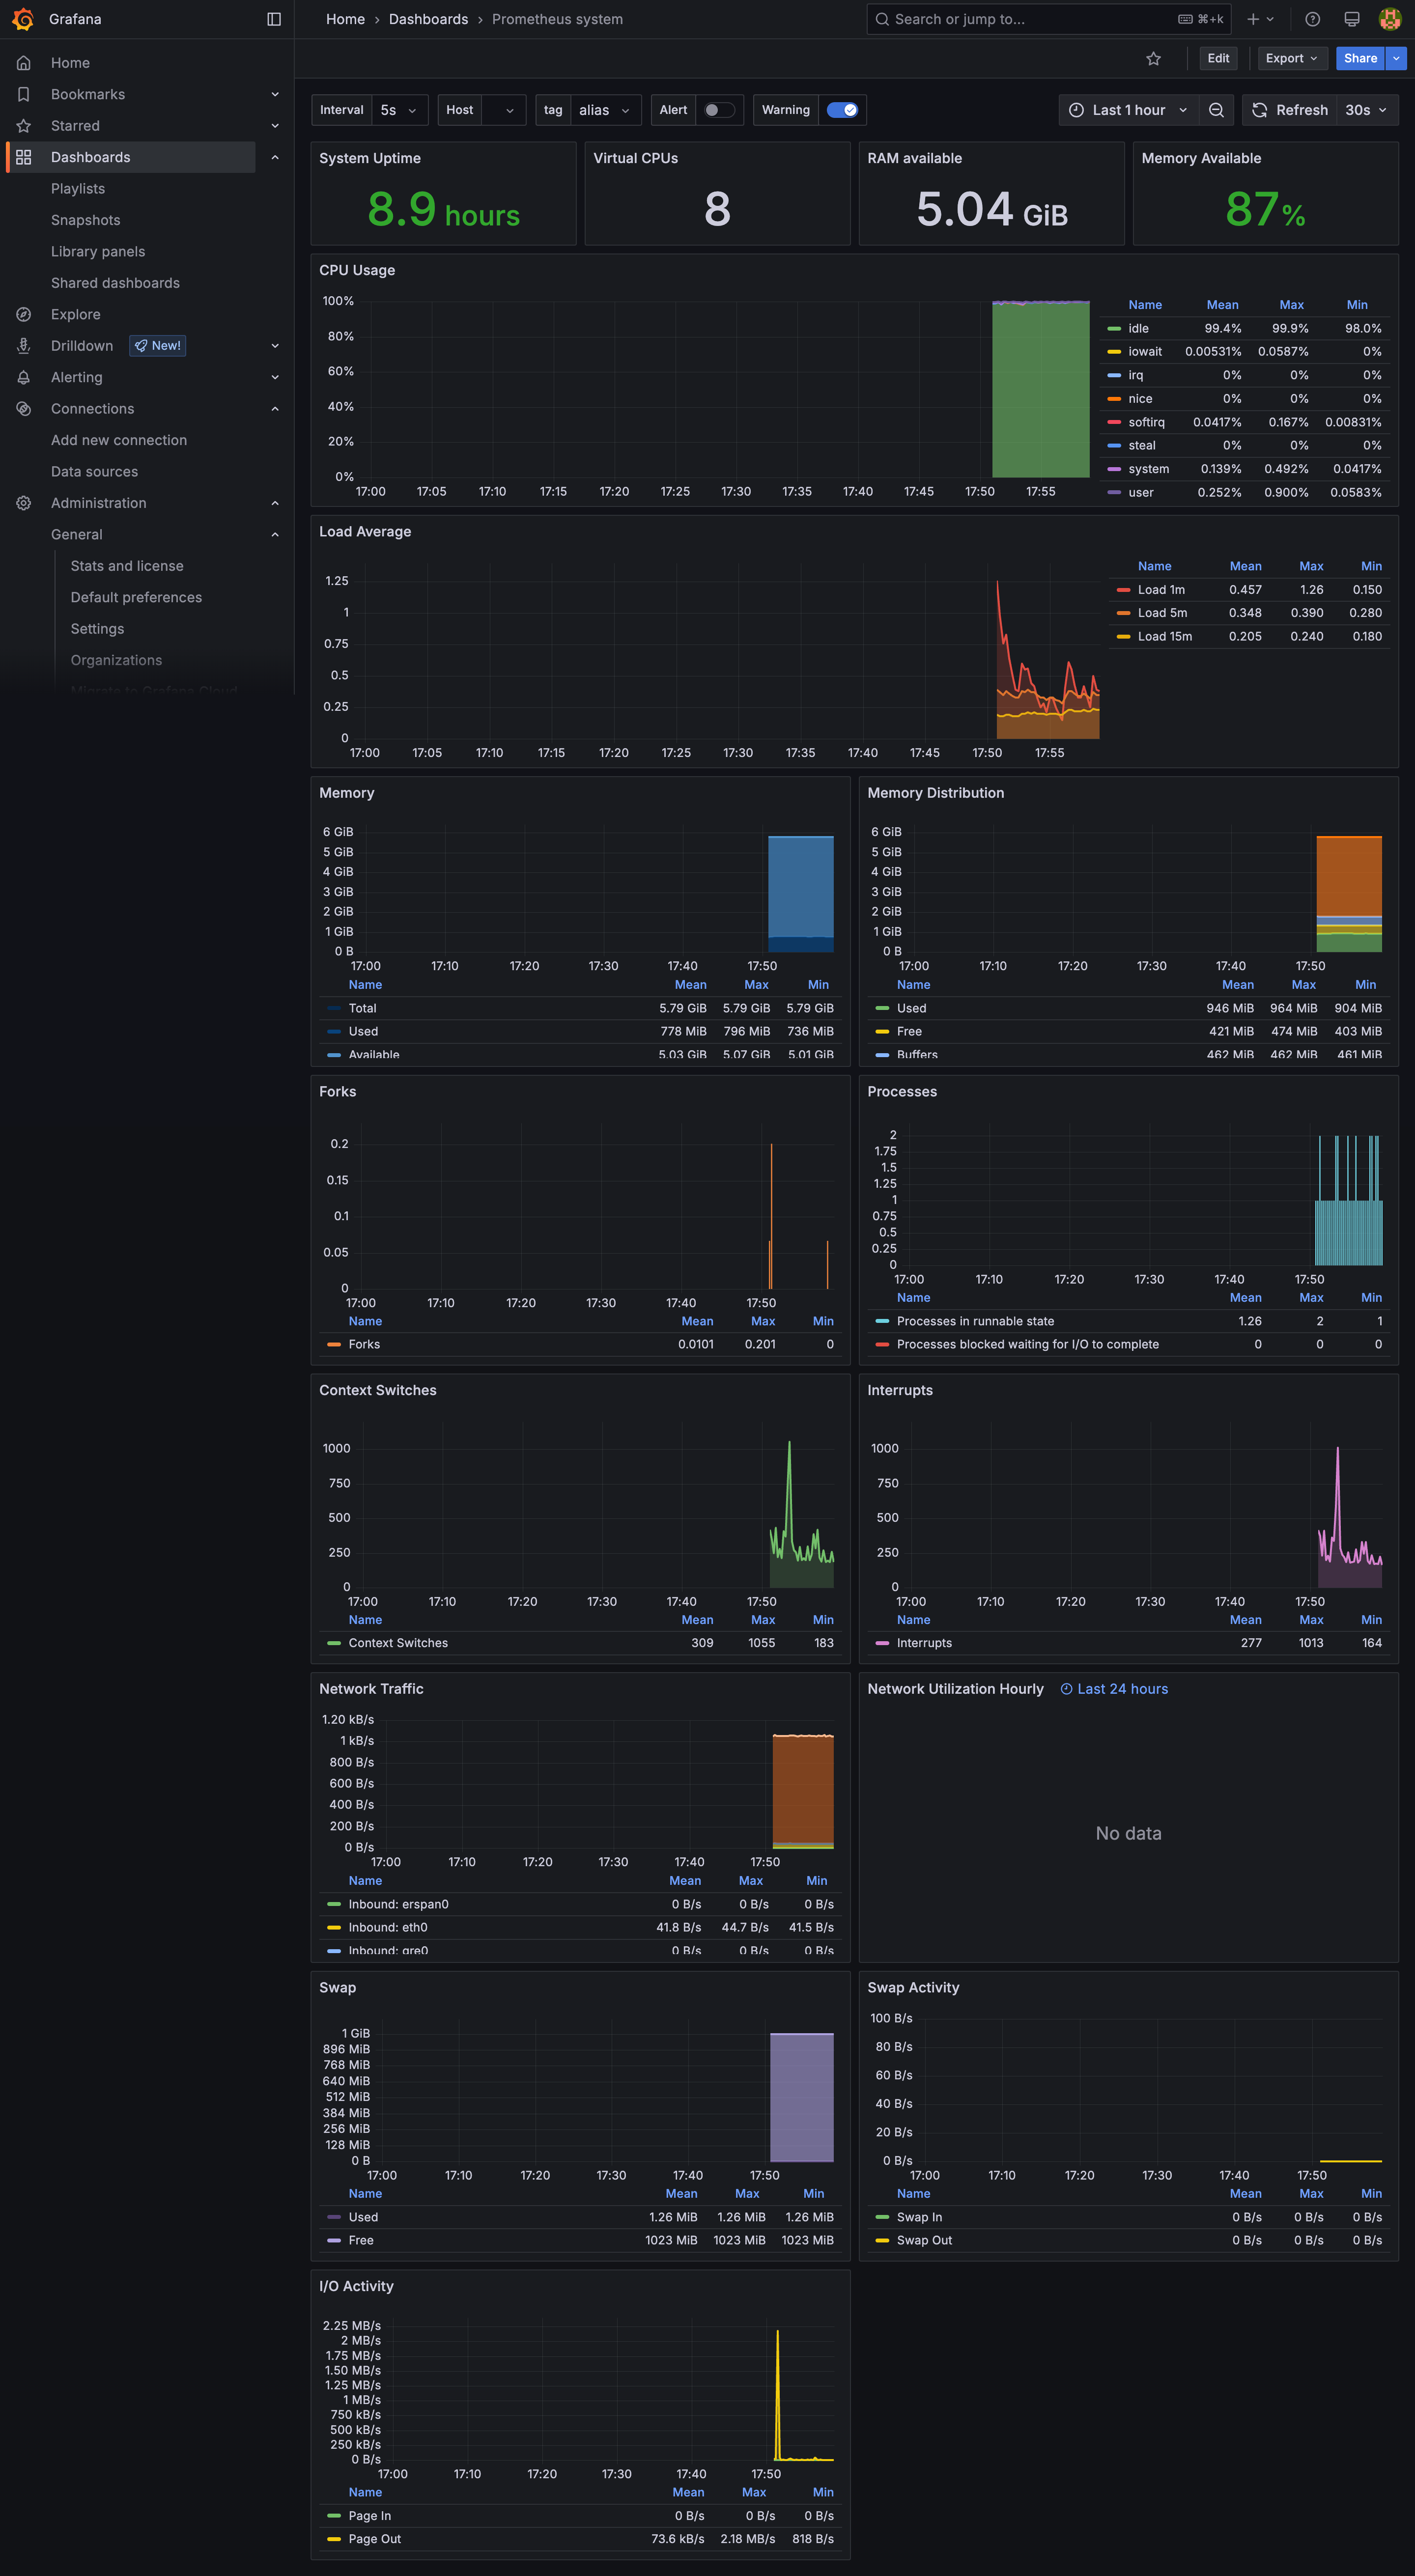 Grafana
Home › Dashboards › Prometheus system
Search or jump to...
⌘+k
Home
Bookmarks
Starred
Dashboards
Playlists
Snapshots
Library panels
Shared dashboards
Explore
Drilldown New!
Alerting
Connections
Add new connection
Data sources
Administration
General
Stats and license
Default preferences
Settings
Organizations
Migrate to Grafana Cloud
Edit Export Share
Interval 5s Host tag alias Alert Warning
Last 1 hour Refresh 30s
System Uptime
8.9 hours
Virtual CPUs
8
RAM available
5.04 GiB
Memory Available
87%
CPU Usage
100%
80%
60%
40%
20%
0%
17:00 17:05 17:10 17:15 17:20 17:25 17:30 17:35 17:40 17:45 17:50 17:55
Name Mean Max Min
idle 99.4% 99.9% 98.0%
iowait 0.00531% 0.0587% 0%
irq 0% 0% 0%
nice 0% 0% 0%
softirq 0.0417% 0.167% 0.00831%
steal 0% 0% 0%
system 0.139% 0.492% 0.0417%
user 0.252% 0.900% 0.0583%
Load Average
1.25
1
0.75
0.5
0.25
0
17:00 17:05 17:10 17:15 17:20 17:25 17:30 17:35 17:40 17:45 17:50 17:55
Name Mean Max Min
Load 1m 0.457 1.26 0.150
Load 5m 0.348 0.390 0.280
Load 15m 0.205 0.240 0.180
Memory
6 GiB
5 GiB
4 GiB
3 GiB
2 GiB
1 GiB
0 B
17:00 17:10 17:20 17:30 17:40 17:50
Name Mean Max Min
Total 5.79 GiB 5.79 GiB 5.79 GiB
Used 778 MiB 796 MiB 736 MiB
Available 5.03 GiB 5.07 GiB 5.01 GiB
Memory Distribution
6 GiB
5 GiB
4 GiB
3 GiB
2 GiB
1 GiB
0 B
17:00 17:10 17:20 17:30 17:40 17:50
Name Mean Max Min
Used 946 MiB 964 MiB 904 MiB
Free 421 MiB 474 MiB 403 MiB
Buffers 462 MiB 462 MiB 461 MiB
Forks
0.2
0.15
0.1
0.05
0
17:00 17:10 17:20 17:30 17:40 17:50
Name Mean Max Min
Forks 0.0101 0.201 0
Processes
2
1.75
1.5
1.25
1
0.75
0.5
0.25
0
17:00 17:10 17:20 17:30 17:40 17:50
Name Mean Max Min
Processes in runnable state 1.26 2 1
Processes blocked waiting for I/O to complete 0 0 0
Context Switches
1000
750
500
250
0
17:00 17:10 17:20 17:30 17:40 17:50
Name Mean Max Min
Context Switches 309 1055 183
Interrupts
1000
750
500
250
0
17:00 17:10 17:20 17:30 17:40 17:50
Name Mean Max Min
Interrupts 277 1013 164
Network Traffic
1.20 kB/s
1 kB/s
800 B/s
600 B/s
400 B/s
200 B/s
0 B/s
17:00 17:10 17:20 17:30 17:40 17:50
Name Mean Max Min
Inbound: erspan0 0 B/s 0 B/s 0 B/s
Inbound: eth0 41.8 B/s 44.7 B/s 41.5 B/s
Inbound: gre0 0 B/s 0 B/s 0 B/s
Network Utilization Hourly Last 24 hours
No data
Swap
1 GiB
896 MiB
768 MiB
640 MiB
512 MiB
384 MiB
256 MiB
128 MiB
0 B
17:00 17:10 17:20 17:30 17:40 17:50
Name Mean Max Min
Used 1.26 MiB 1.26 MiB 1.26 MiB
Free 1023 MiB 1023 MiB 1023 MiB
Swap Activity
100 B/s
80 B/s
60 B/s
40 B/s
20 B/s
0 B/s
17:00 17:10 17:20 17:30 17:40 17:50
Name Mean Max Min
Swap In 0 B/s 0 B/s 0 B/s
Swap Out 0 B/s 0 B/s 0 B/s
I/O Activity
2.25 MB/s
2 MB/s
1.75 MB/s
1.50 MB/s
1.25 MB/s
1 MB/s
750 kB/s
500 kB/s
250 kB/s
0 B/s
17:00 17:10 17:20 17:30 17:40 17:50
Name Mean Max Min
Page In 0 B/s 0 B/s 0 B/s
Page Out 73.6 kB/s 2.18 MB/s 818 B/s